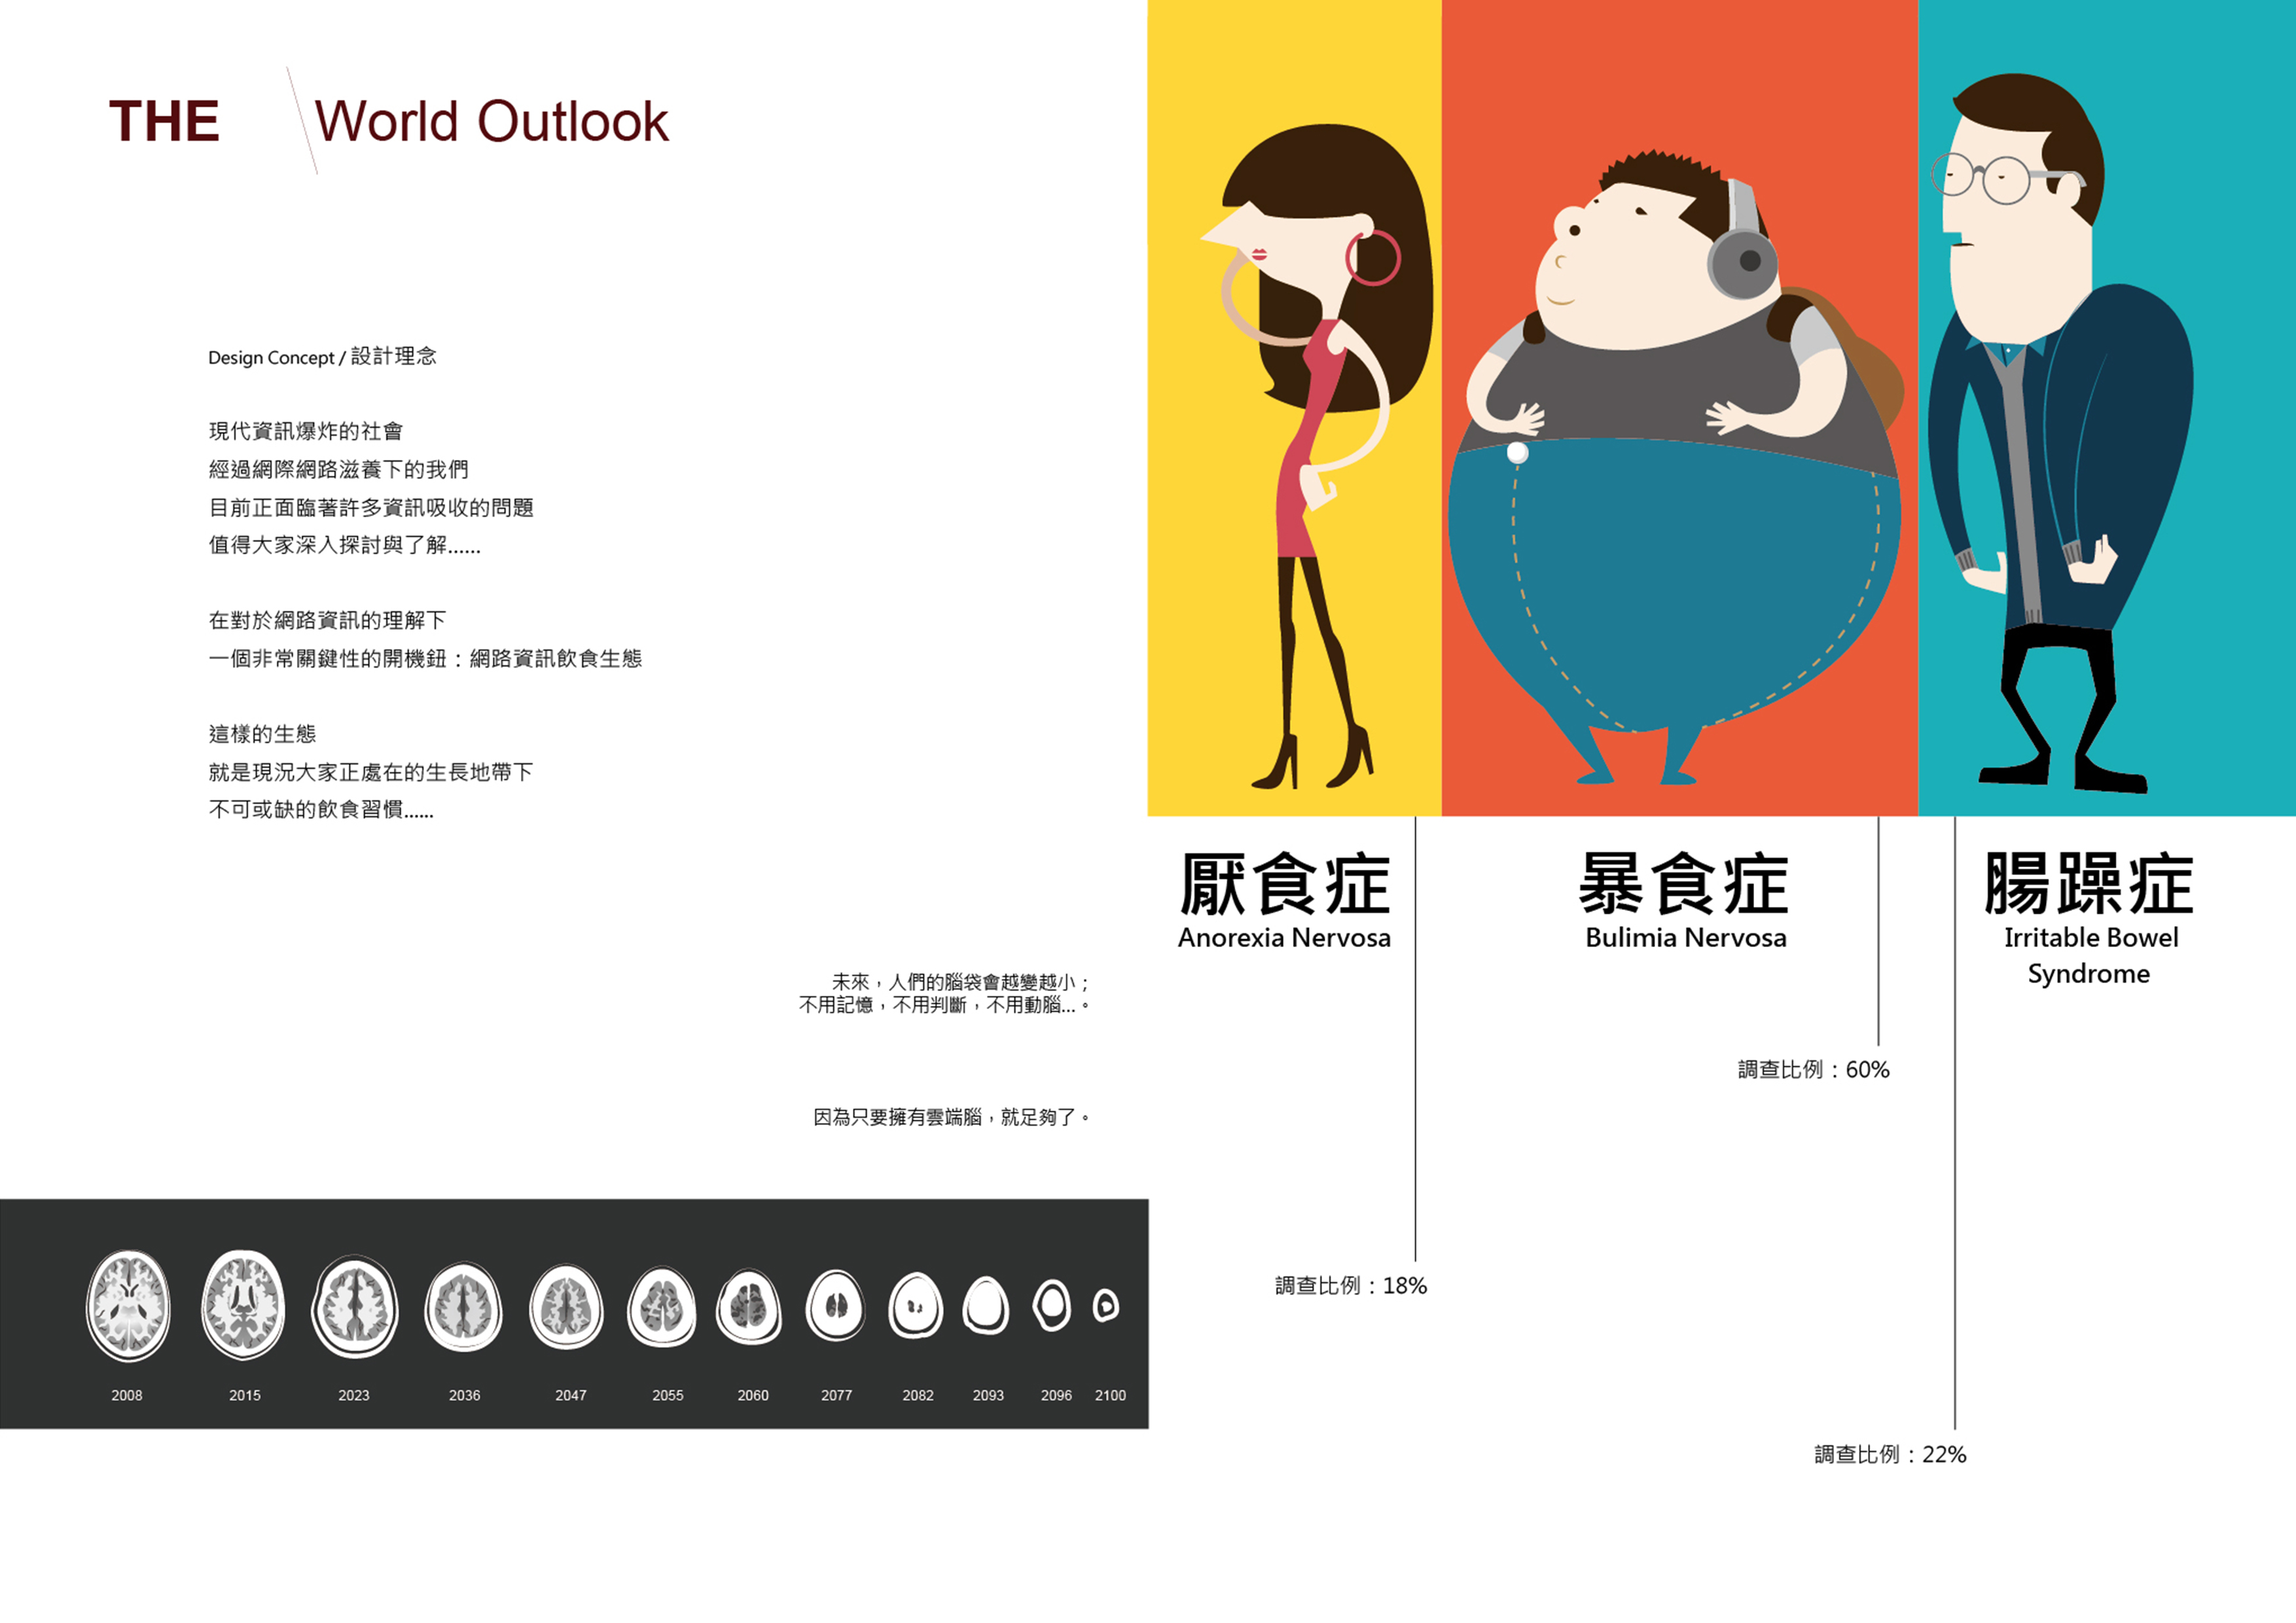 THE World Outlook
Design Concept / 設計理念
現代資訊爆炸的社會
經過網際網路滋養下的我們
目前正面臨著許多資訊吸收的問題
值得大家深入探討與了解......
在對於網路資訊的理解下
一個非常關鍵性的開機鈕：網路資訊飲食生態
這樣的生態
就是現況大家正處在的生長地帶下
不可或缺的飲食習慣......
未來，人們的腦袋會越變越小；
不用記憶，不用判斷，不用動腦...。
因為只要擁有雲端腦，就足夠了。
2008 2015 2023 2036 2047 2055 2060 2077 2082 2093 2096 2100
厭食症
Anorexia Nervosa
調查比例：18%
暴食症
Bulimia Nervosa
調查比例：60%
腸躁症
Irritable Bowel
Syndrome
調查比例：22%